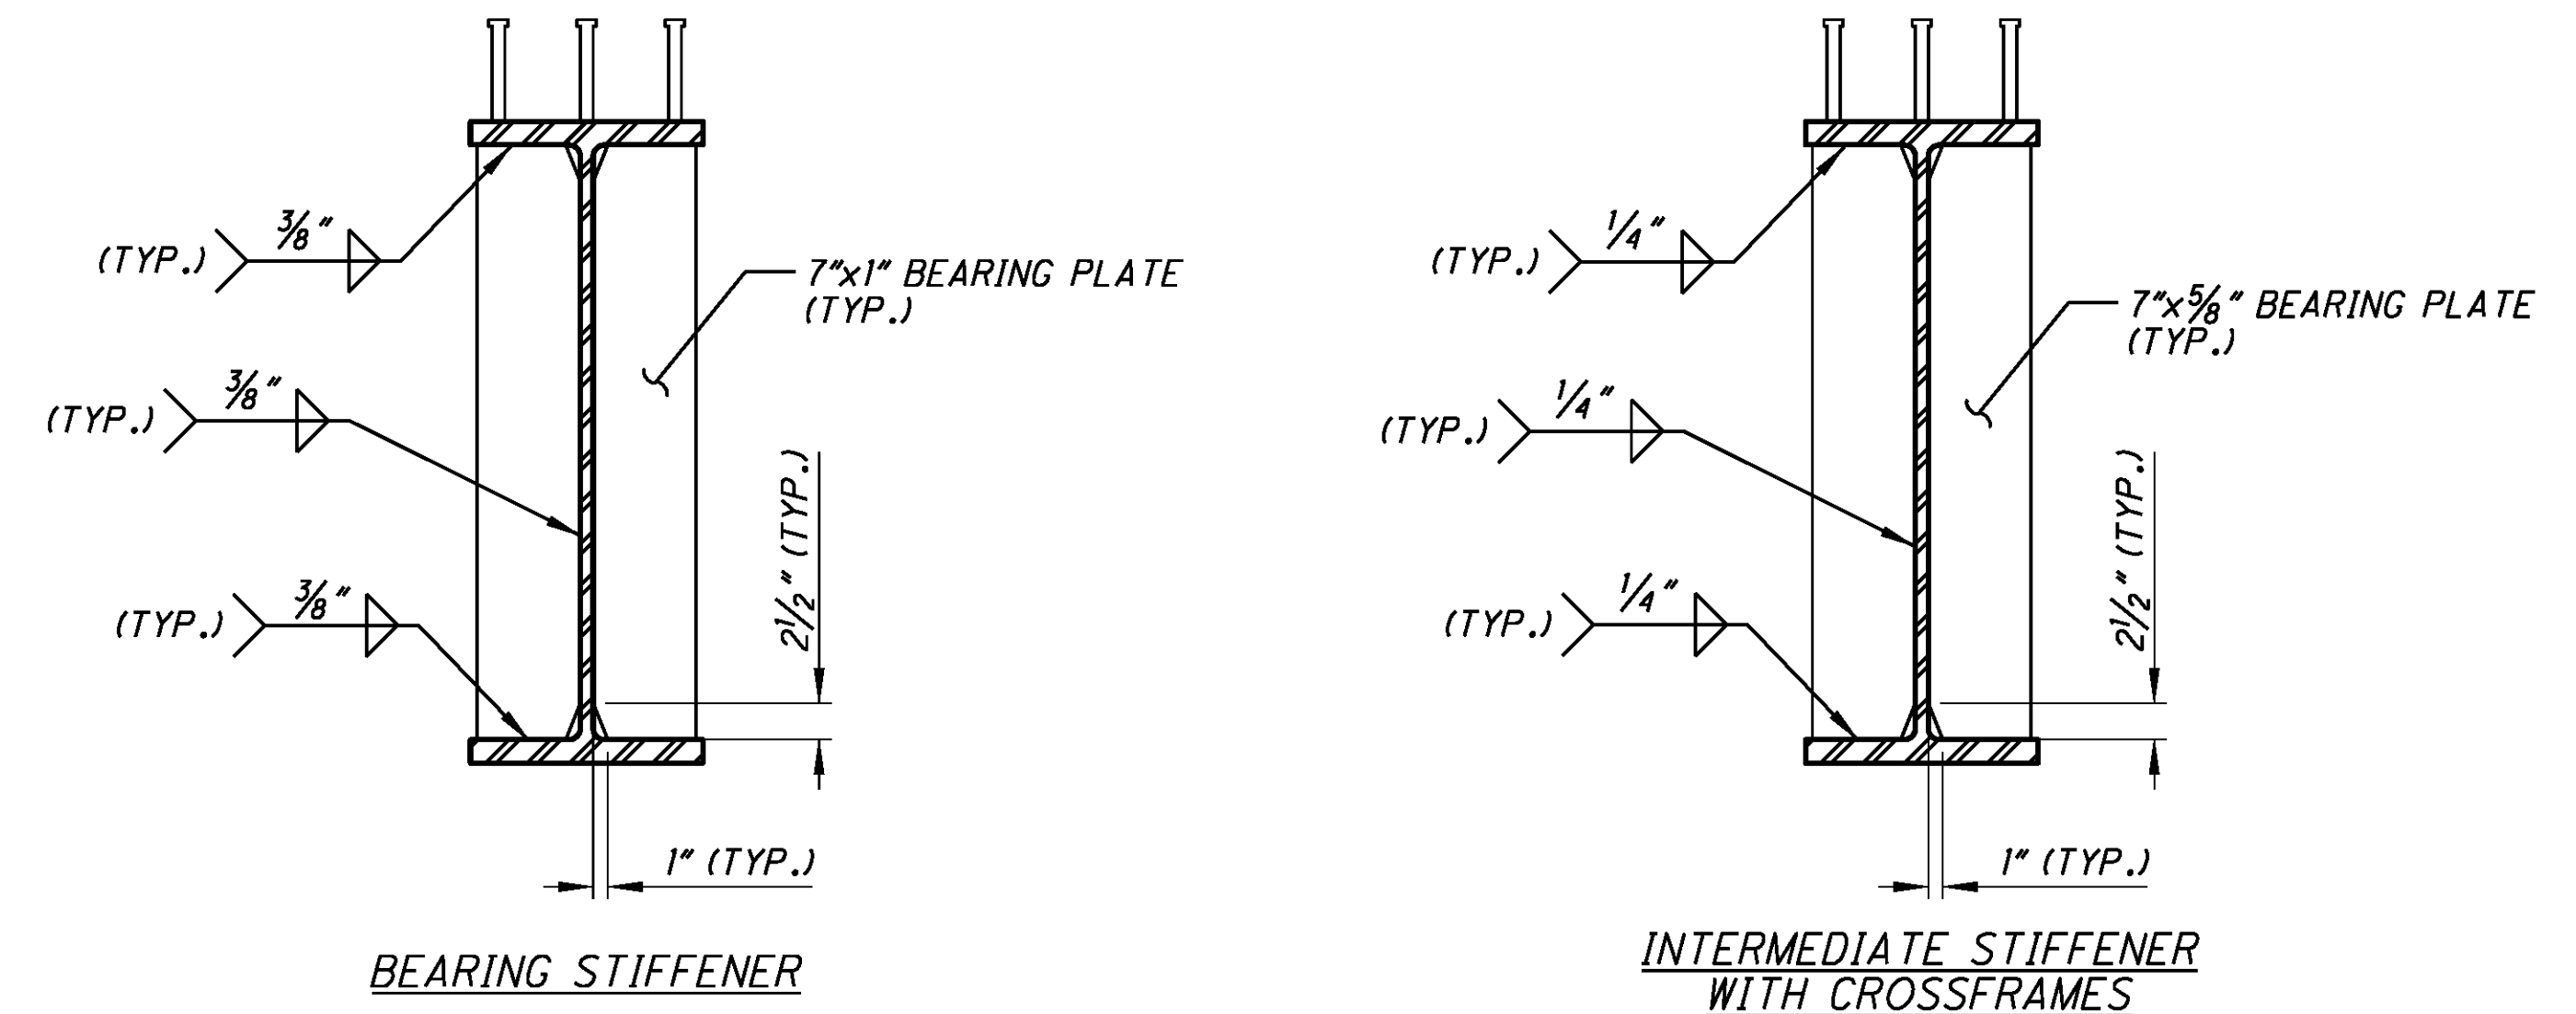 (TYP.) 3/8"
7"x1" BEARING PLATE
(TYP.)
(TYP.) 3/8"
2 1/2" (TYP.)
(TYP.) 3/8"
1" (TYP.)
BEARING STIFFENER
(TYP.) 1/4"
7"x5/8" BEARING PLATE
(TYP.)
(TYP.) 1/4"
2 1/2" (TYP.)
(TYP.) 1/4"
1" (TYP.)
INTERMEDIATE STIFFENER
WITH CROSSFRAMES